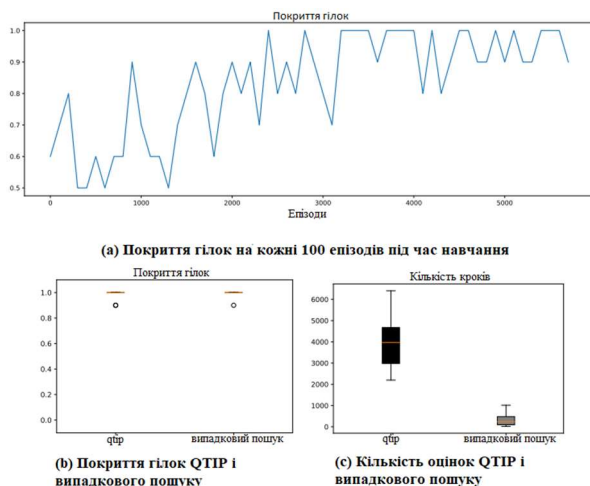 Покриття гілок
1.0
0.9
0.8
0.7
0.6
0.5
0
1000
2000
3000
4000
5000
Епізоди
(a) Покриття гілок на кожні 100 епізодів під час навчання
Покриття гілок
1.0
0.8
0.6
0.4
0.2
0.0
qtip
випадковий пошук
(b) Покриття гілок QTIP і
випадкового пошуку
Кількість кроків
6000
5000
4000
3000
2000
1000
0
qtip
випадковий пошук
(c) Кількість оцінок QTIP і
випадкового пошуку